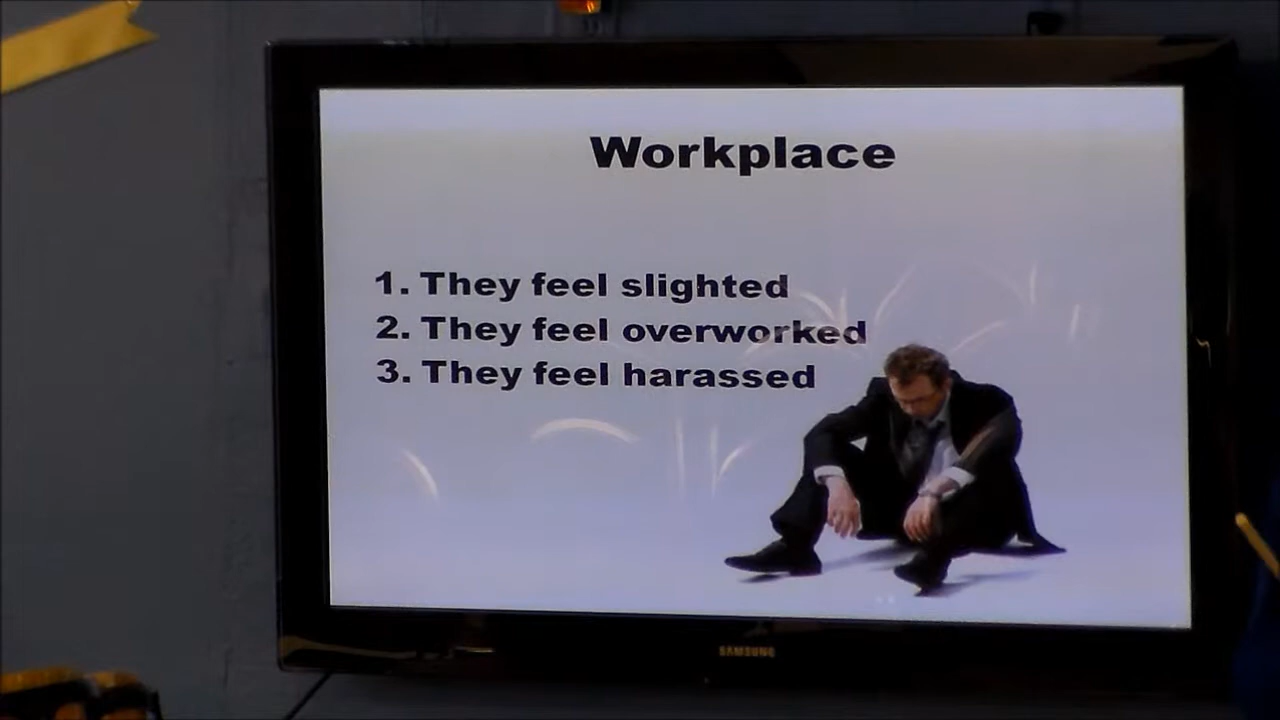 Workplace
1. They feel slighted
2. They feel overworked
3. They feel harassed
SAMSUNG